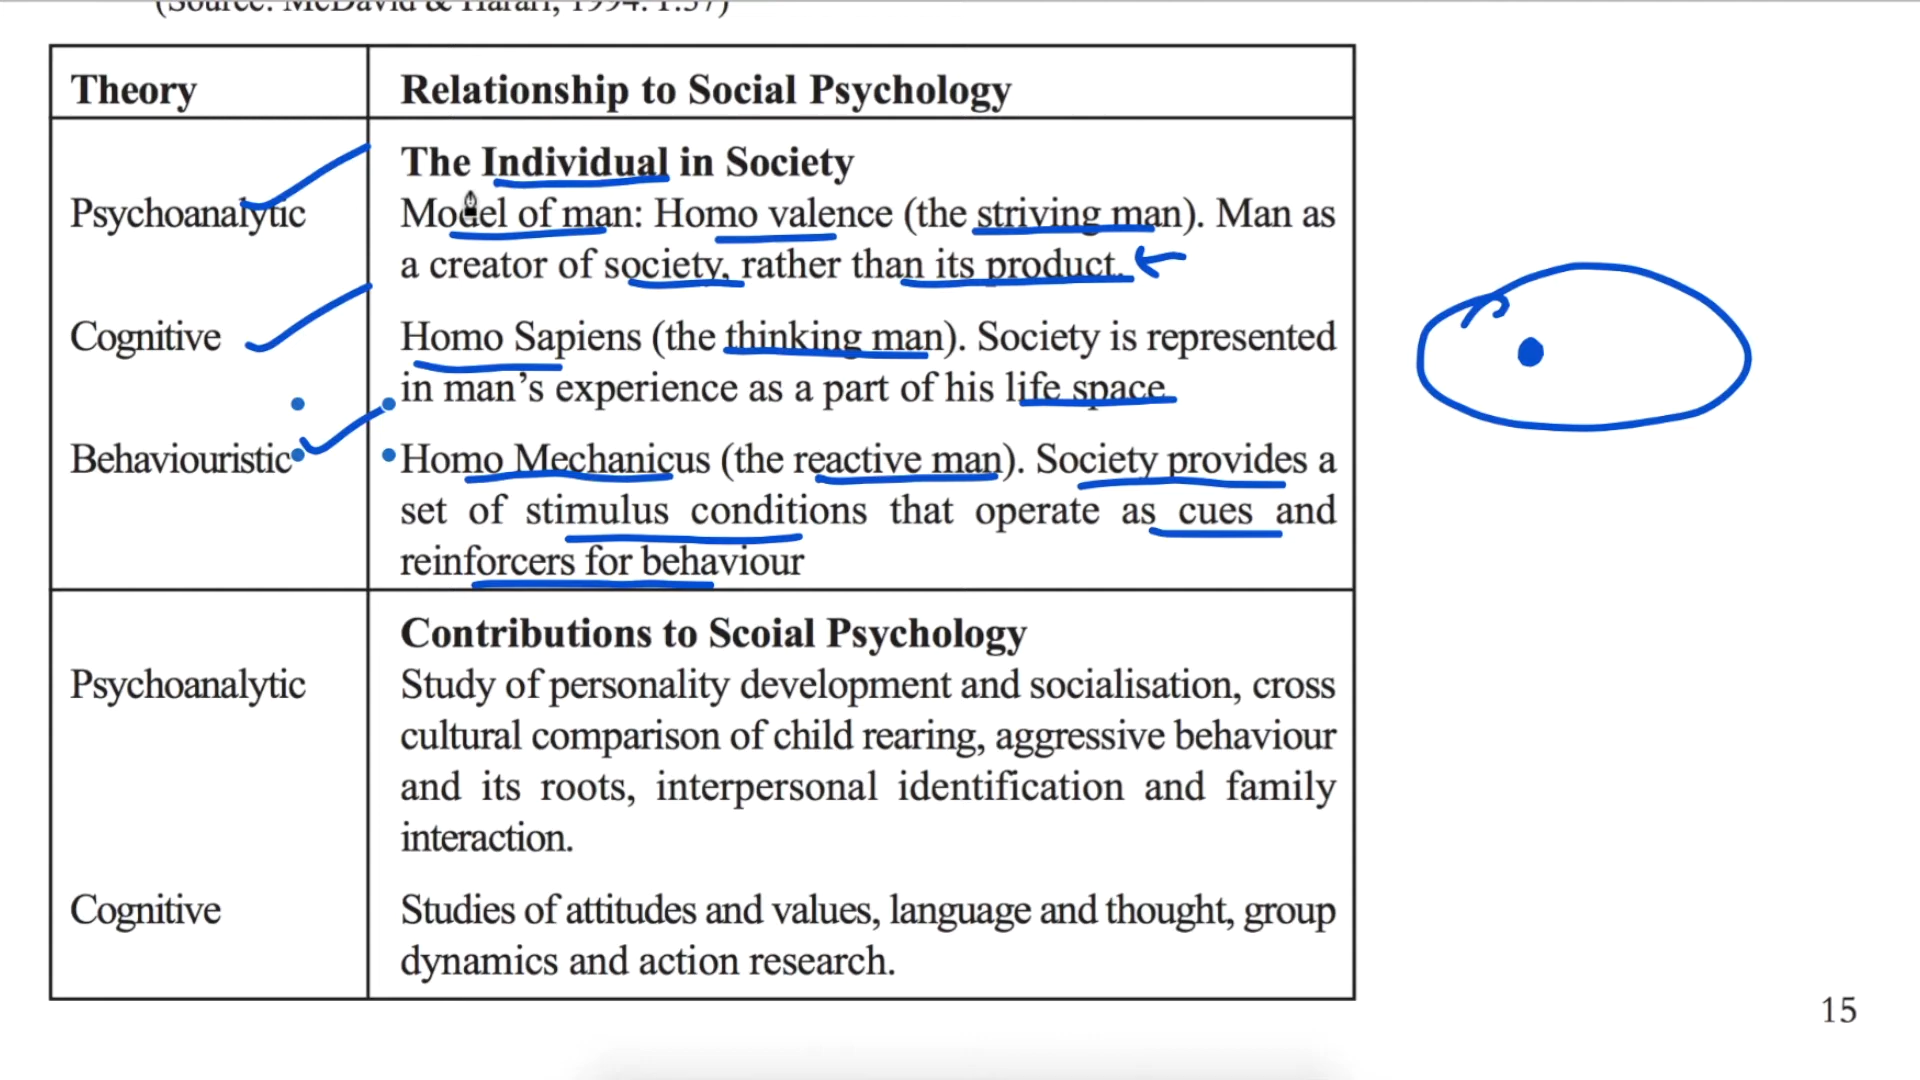 (Source: McDavid & Harari, 1994. P.37)
Theory Relationship to Social Psychology
The Individual in Society
Psychoanalytic Model of man: Homo valence (the striving man). Man as
a creator of society, rather than its product.
Cognitive Homo Sapiens (the thinking man). Society is represented
in man’s experience as a part of his life space
Behaviouristic Homo Mechanicus (the reactive man). Society provides a
set of stimulus conditions that operate as cues and
reinforcers for behaviour
Contributions to Scoial Psychology
Psychoanalytic Study of personality development and socialisation, cross
cultural comparison of child rearing, aggressive behaviour
and its roots, interpersonal identification and family
interaction.
Cognitive Studies of attitudes and values, language and thought, group
dynamics and action research.
15